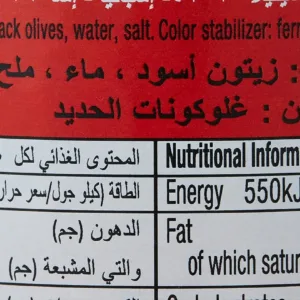 ack olives, water, salt. Color stabilizer: ferr
: زيتون أسود ، ماء ، ملح
ن : غلوكونات الحديد
المحتوى الغذائي لكل Nutritional Inform
الطاقة (كيلو جول/سعر حرار Energy 550kJ
الدهون (جم) Fat
والتي المشبعة (جم) of which satur